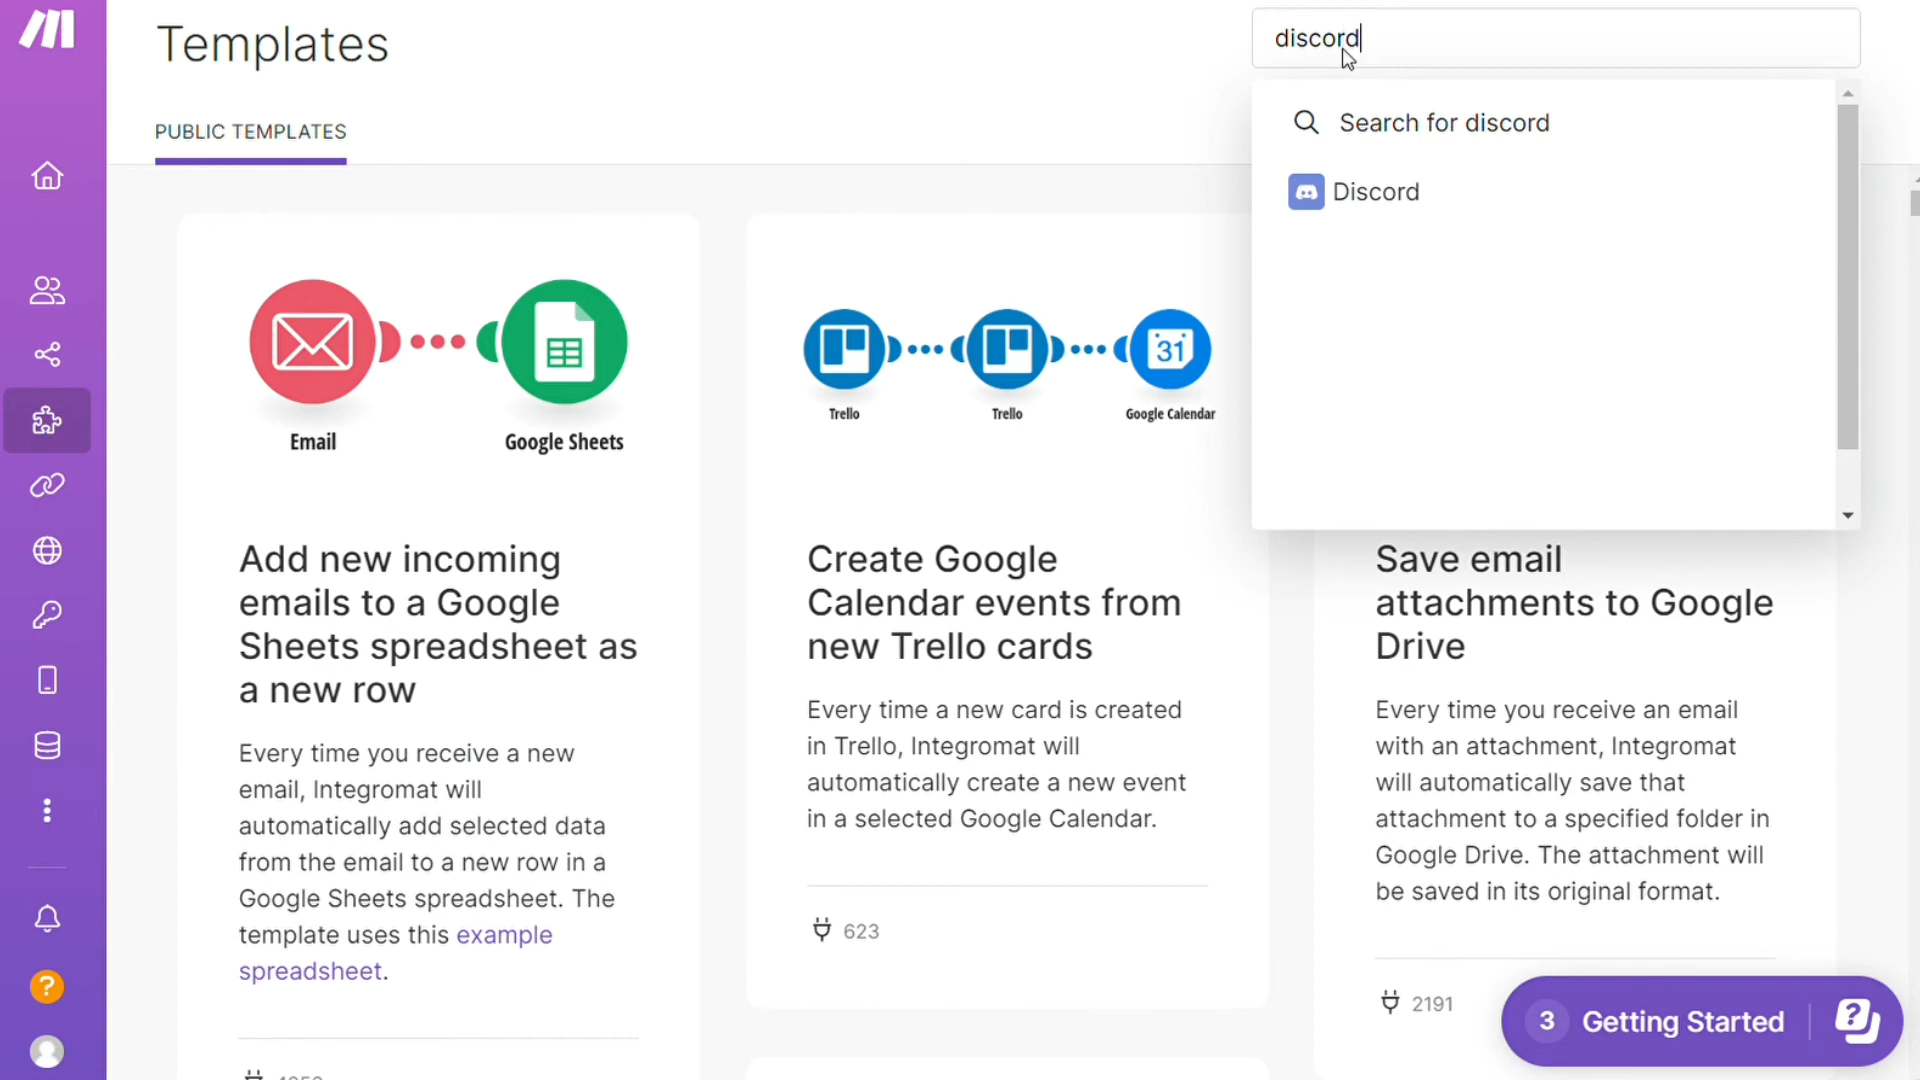 Templates
discord
PUBLIC TEMPLATES
Search for discord
Discord
Email
Google Sheets
Trello
Trello
31
Google Calendar
Add new incoming
emails to a Google
Sheets spreadsheet as
a new row
Every time you receive a new
email, Integromat will
automatically add selected data
from the email to a new row in a
Google Sheets spreadsheet. The
template uses this example
spreadsheet.
Create Google
Calendar events from
new Trello cards
Every time a new card is created
in Trello, Integromat will
automatically create a new event
in a selected Google Calendar.
623
Save email
attachments to Google
Drive
Every time you receive an email
with an attachment, Integromat
will automatically save that
attachment to a specified folder in
Google Drive. The attachment will
be saved in its original format.
2191
3 Getting Started ?
?